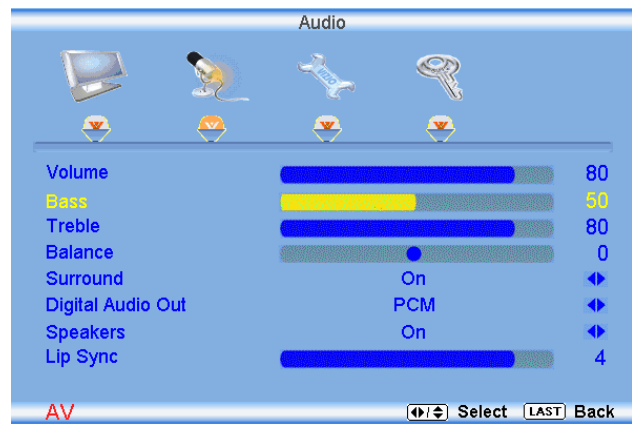 Audio
Volume 80
Bass 50
Treble 80
Balance 0
Surround On
Digital Audio Out PCM
Speakers On
Lip Sync 4
AV Select LAST Back